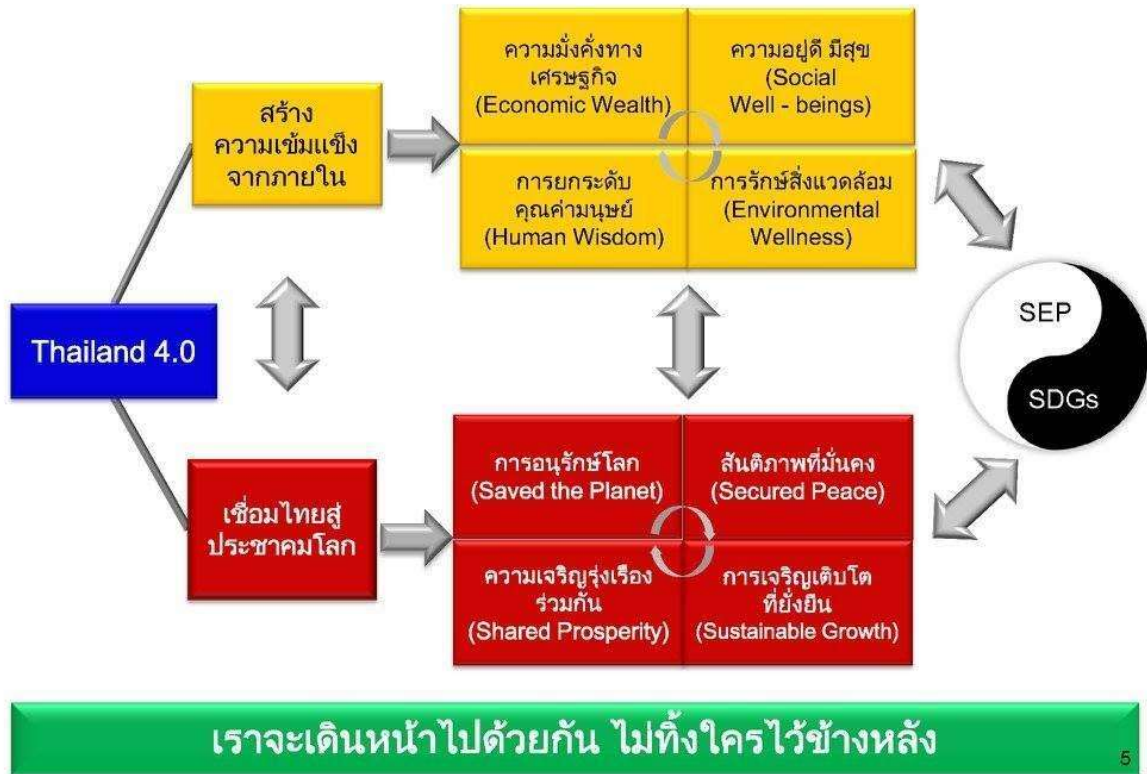 ความมั่งคั่งทาง
เศรษฐกิจ
(Economic Wealth)
ความอยู่ดี มีสุข
(Social
Well - beings)
สร้าง
ความเข้มแข็ง
จากภายใน
การยกระดับ
คุณค่ามนุษย์
(Human Wisdom)
การรักษ์สิ่งแวดล้อม
(Environmental
Wellness)
Thailand 4.0
SEP
SDGs
การอนุรักษ์โลก
(Saved the Planet)
สันติภาพที่มั่นคง
(Secured Peace)
เชื่อมไทยสู่
ประชาคมโลก
ความเจริญรุ่งเรือง
ร่วมกัน
(Shared Prosperity)
การเจริญเติบโต
ที่ยั่งยืน
(Sustainable Growth)
เราจะเดินหน้าไปด้วยกัน ไม่ทิ้งใครไว้ข้างหลัง
5